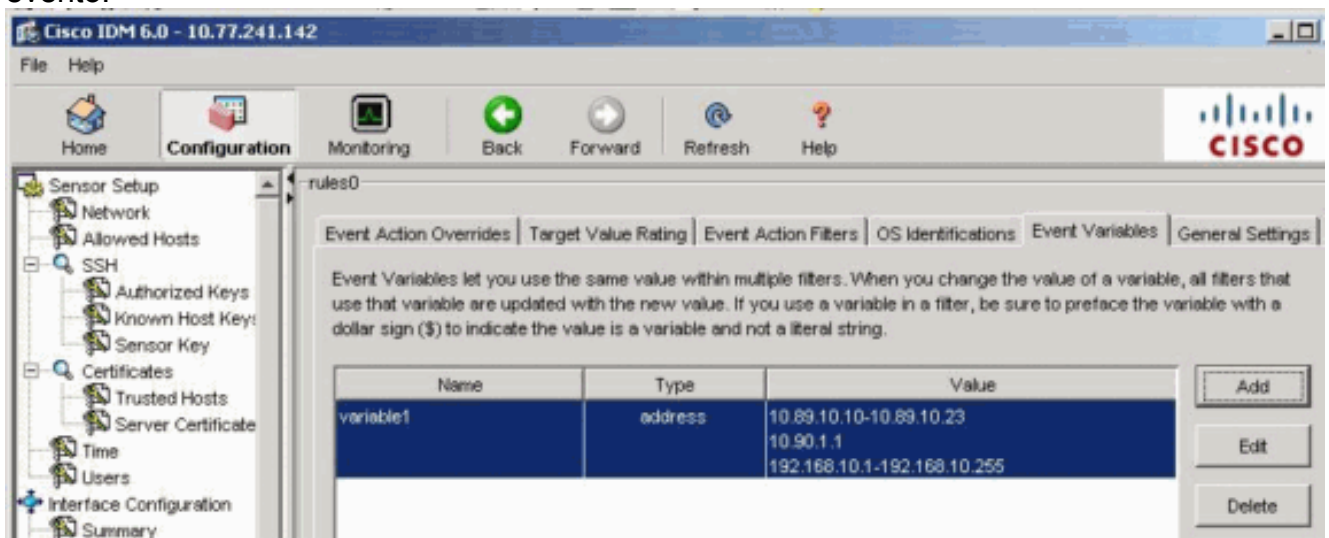 Cisco IDM 6.0 - 10.77.241.142
File Help
Home Configuration Monitoring Back Forward Refresh Help
CISCO
Sensor Setup
Network
Allowed Hosts
SSH
Authorized Keys
Known Host Key
Sensor Key
Certificates
Trusted Hosts
Server Certificate
Time
Users
Interface Configuration
Summary
rules0
Event Action Overrides Target Value Rating Event Action Filters OS Identifications Event Variables General Settings
Event Variables let you use the same value within multiple filters. When you change the value of a variable, all filters that
use that variable are updated with the new value. If you use a variable in a filter, be sure to preface the variable with a
dollar sign ($) to indicate the value is a variable and not a literal string.
Name Type Value
variable1 address 10.89.10.10-10.89.10.23
10.90.1.1
192.168.10.1-192.168.10.255
Add
Edit
Delete